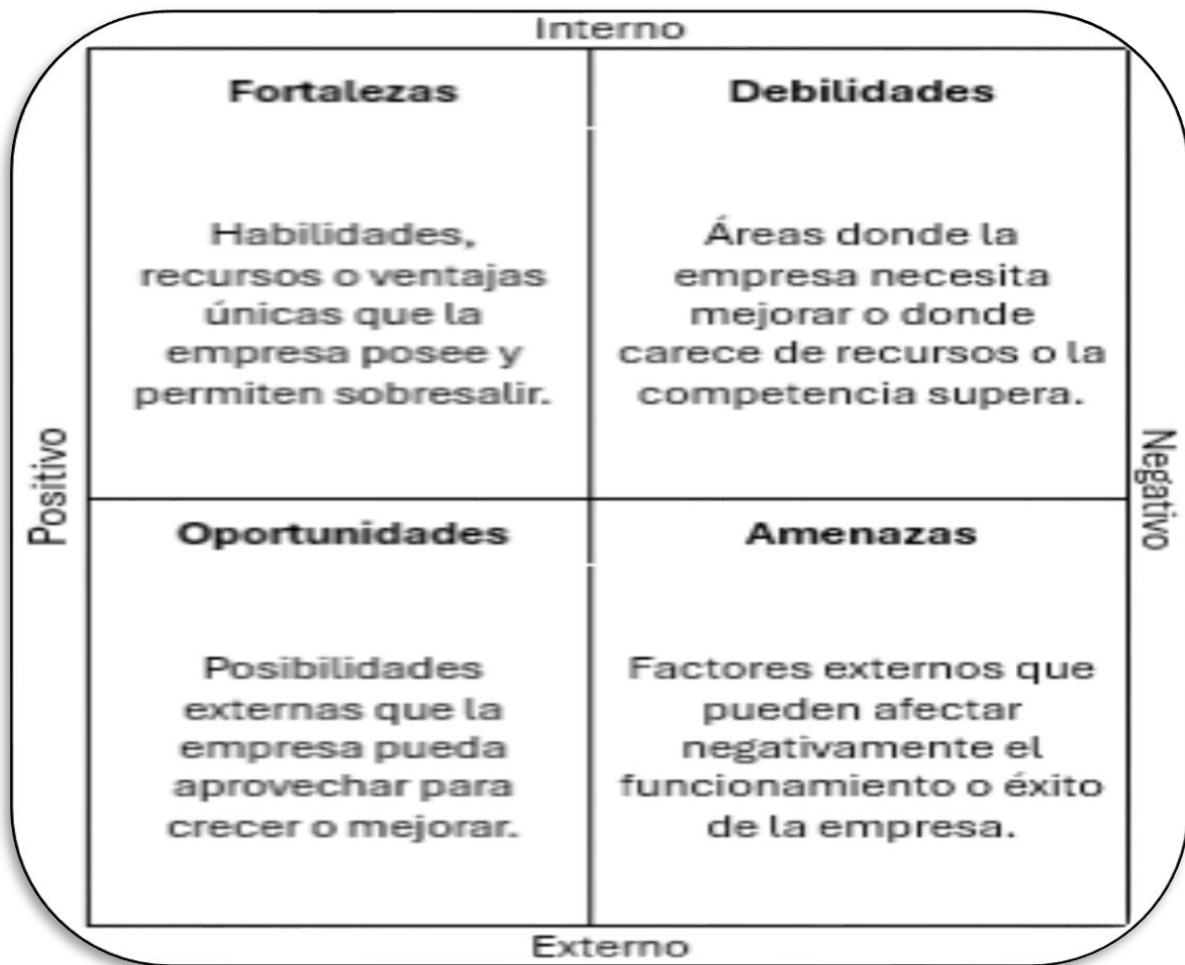 Interno
Fortalezas
Habilidades,
recursos o ventajas
únicas que la
empresa posee y
permiten sobresalir.
Debilidades
Áreas donde la
empresa necesita
mejorar o donde
carece de recursos o la
competencia supera.
Positivo
Negativo
Oportunidades
Posibilidades
externas que la
empresa pueda
aprovechar para
crecer o mejorar.
Amenazas
Factores externos que
pueden afectar
negativamente el
funcionamiento o éxito
de la empresa.
Externo